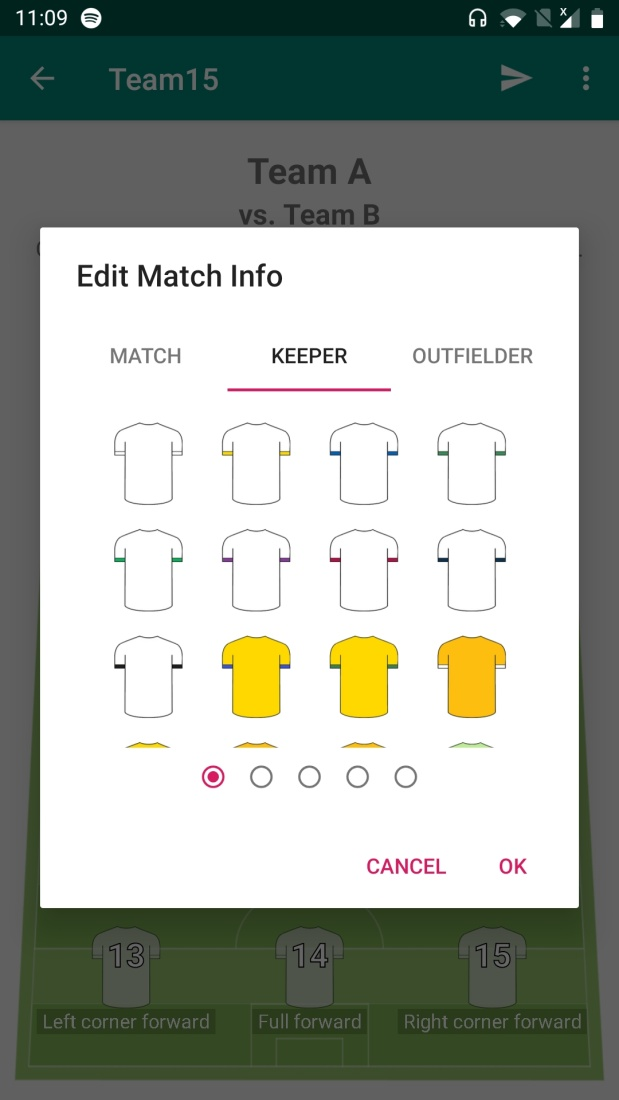 11:09
Team15
Team A
vs. Team B
Edit Match Info
MATCH KEEPER OUTFIELDER
CANCEL OK
13 14 15
Left corner forward Full forward Right corner forward